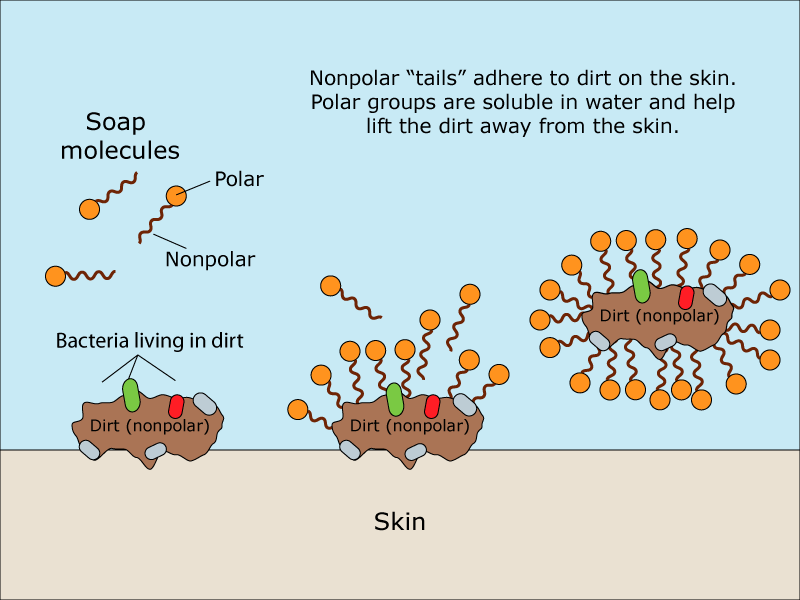 Nonpolar “tails” adhere to dirt on the skin.
Polar groups are soluble in water and help
lift the dirt away from the skin.
Soap
molecules
Polar
Nonpolar
Bacteria living in dirt
Dirt (nonpolar)
Dirt (nonpolar)
Dirt (nonpolar)
Skin